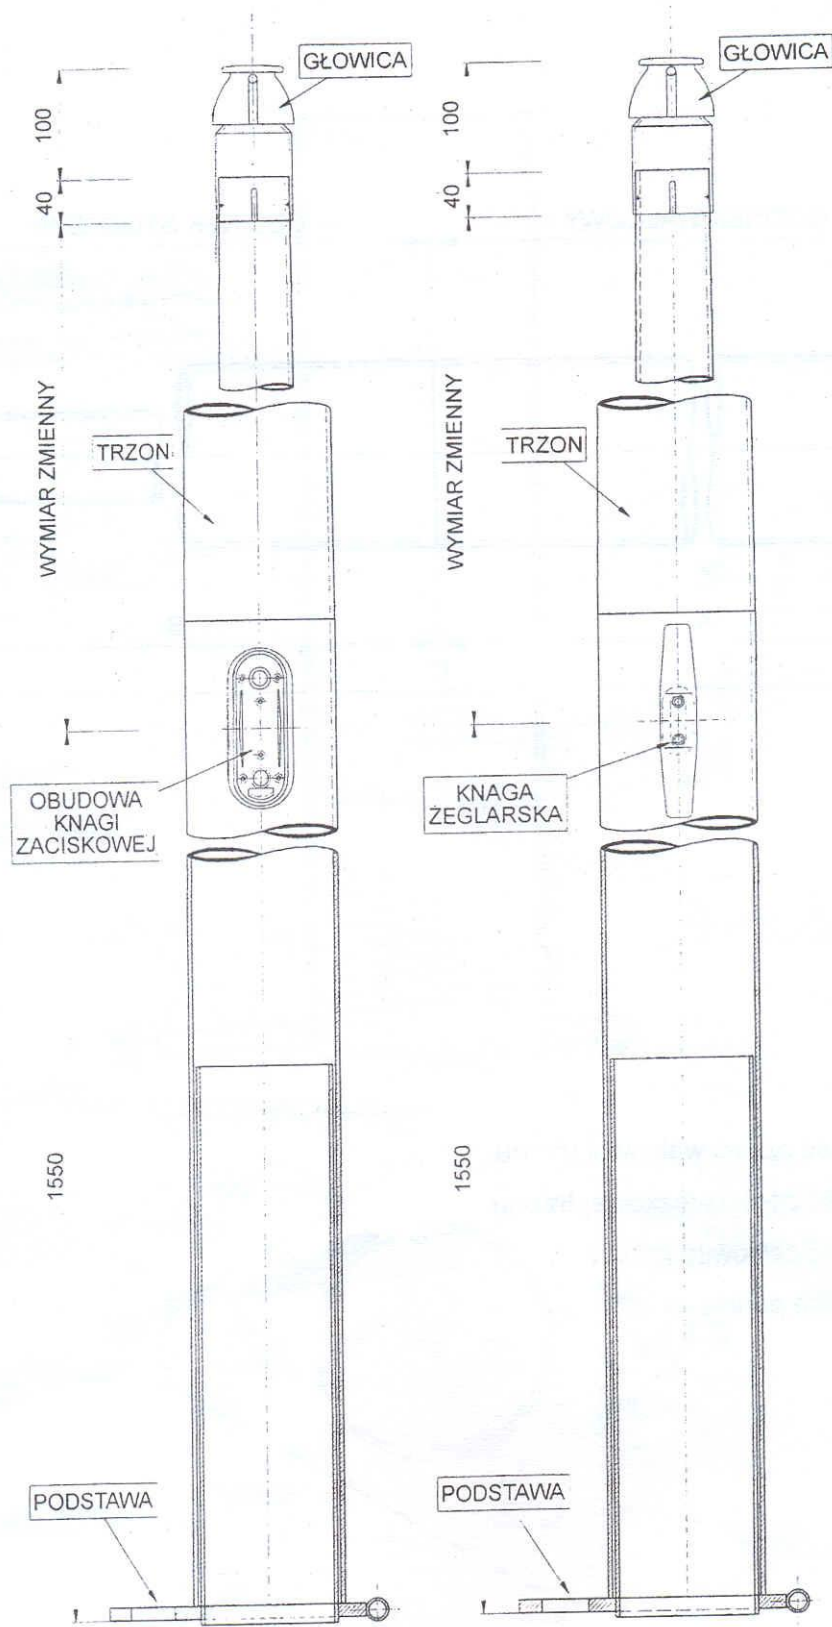 GŁOWICA
100
40
WYMIAR ZMIENNY
TRZON
OBUDOWA
KNAGI
ZACISKOWEJ
1550
PODSTAWA
GŁOWICA
100
40
WYMIAR ZMIENNY
TRZON
KNAGA
ŻEGLARSKA
1550
PODSTAWA